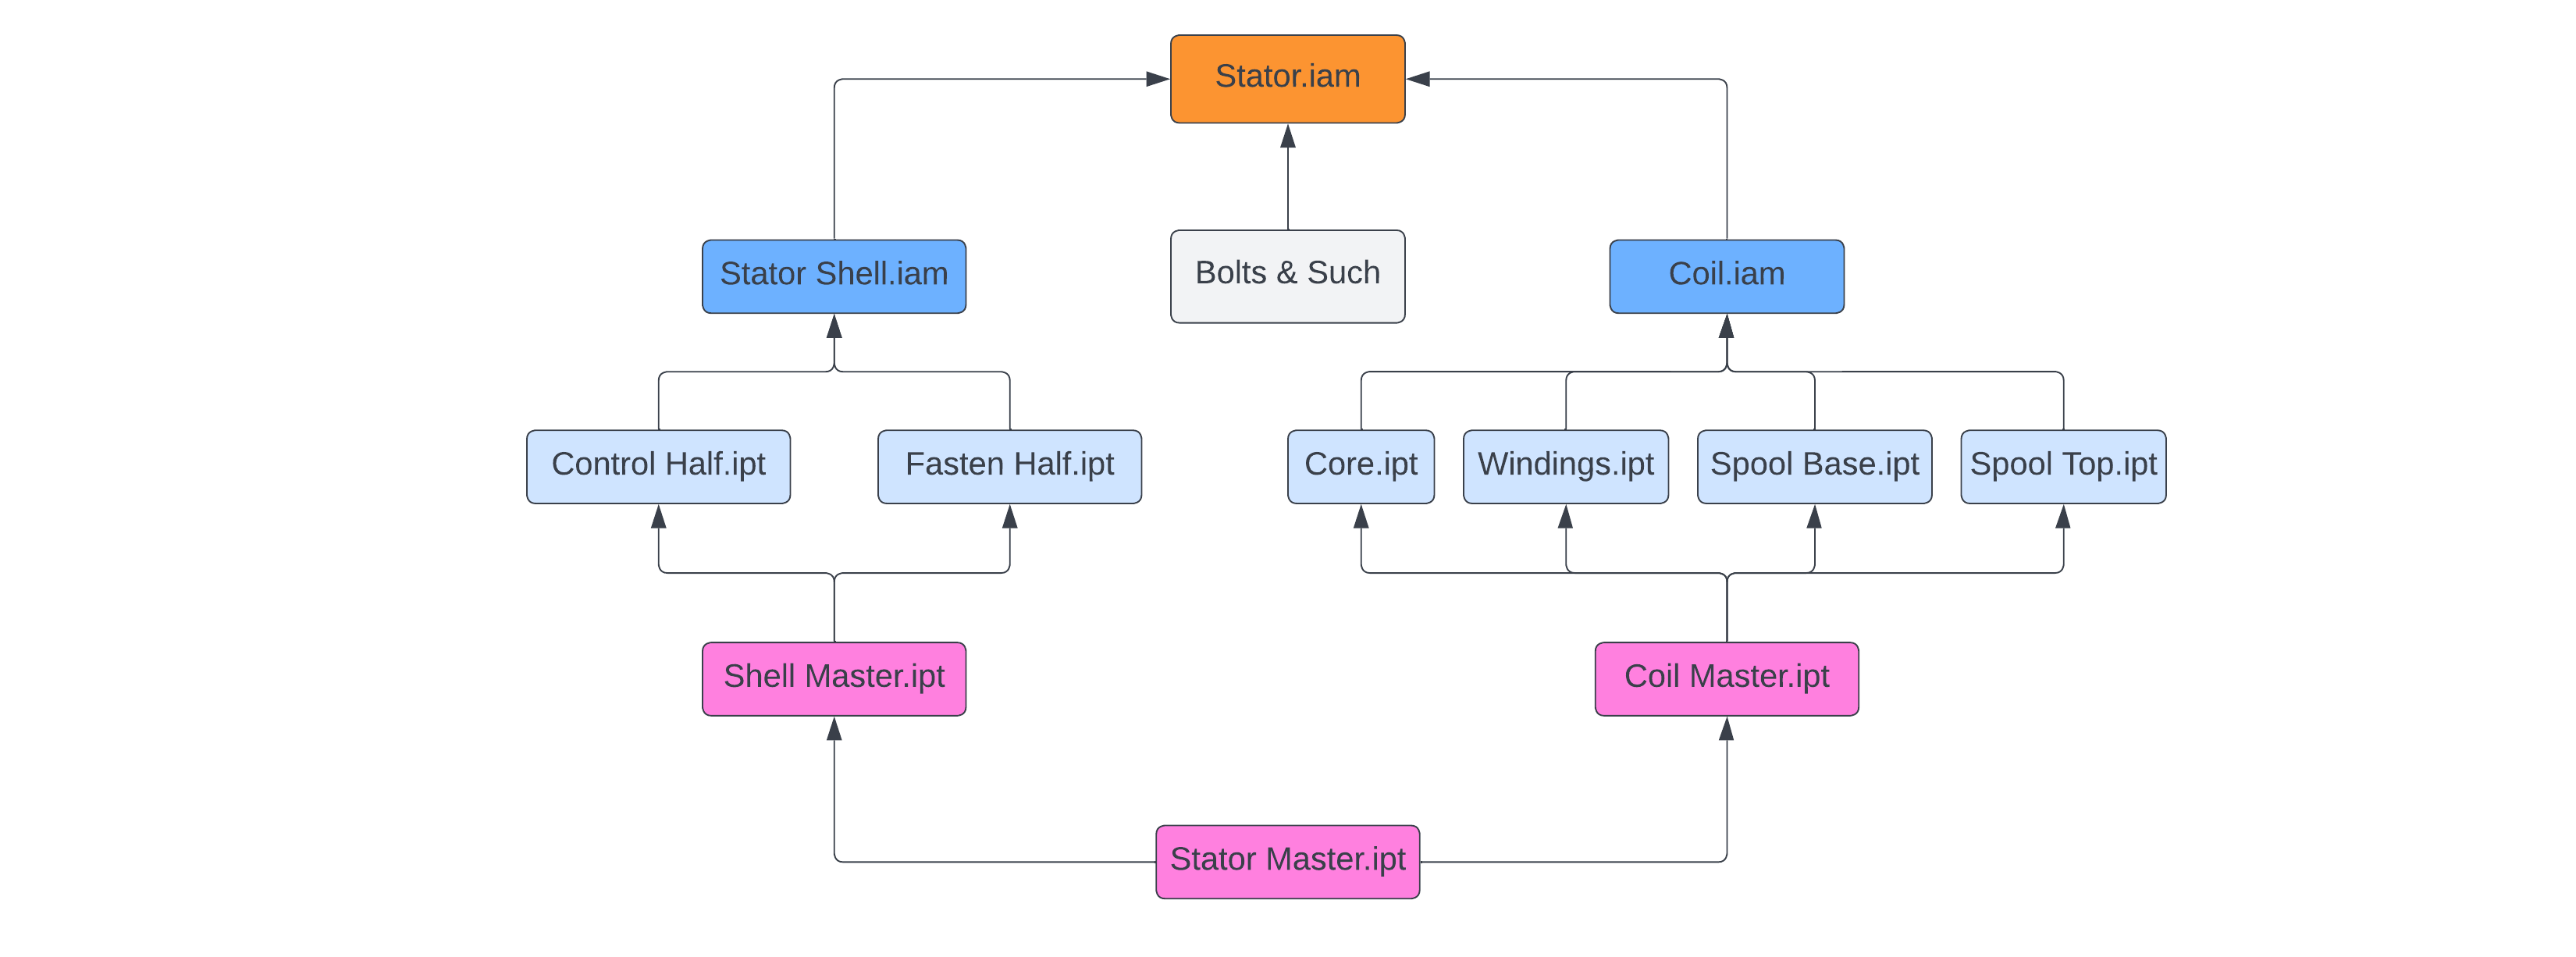 Stator.iam
Stator Shell.iam
Bolts & Such
Coil.iam
Control Half.ipt
Fasten Half.ipt
Core.ipt
Windings.ipt
Spool Base.ipt
Spool Top.ipt
Shell Master.ipt
Coil Master.ipt
Stator Master.ipt